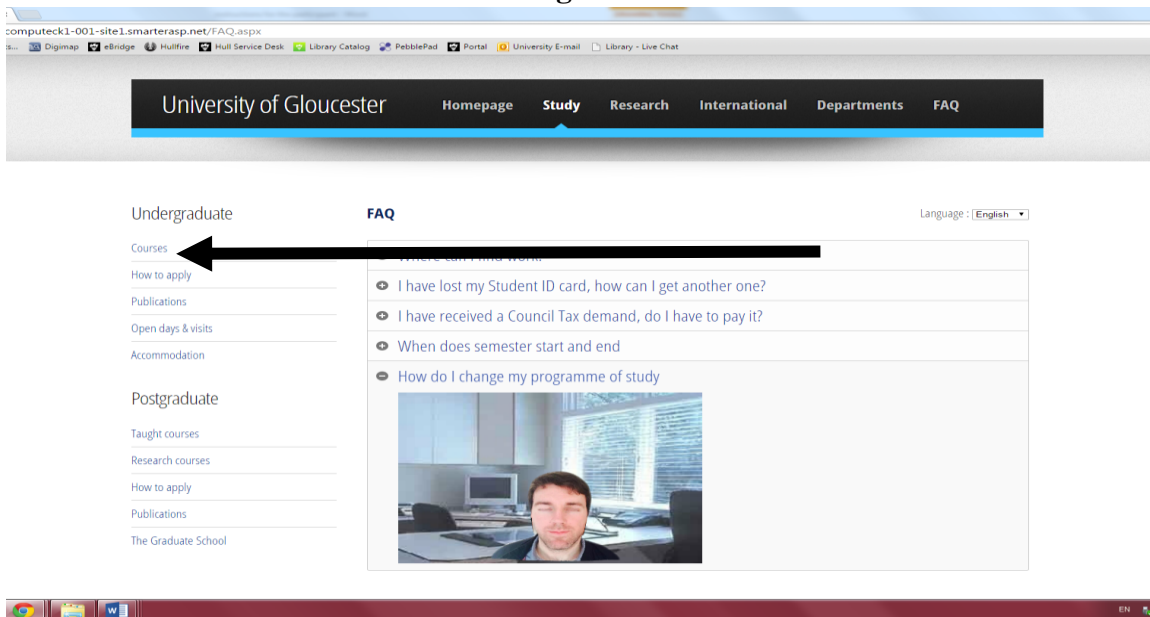 computeck1-001-site1.smarterasp.net/FAQ.aspx
Digimap eBridge Hullfire Hull Service Desk Library Catalog PebblePad Portal University E-mail Library - Live Chat
University of Gloucester Homepage Study Research International Departments FAQ
Undergraduate
Courses
How to apply
Publications
Open days & visits
Accommodation
Postgraduate
Taught courses
Research courses
How to apply
Publications
The Graduate School
FAQ
Language : English
Where can I find work?
I have lost my Student ID card, how can I get another one?
I have received a Council Tax demand, do I have to pay it?
When does semester start and end
How do I change my programme of study
EN